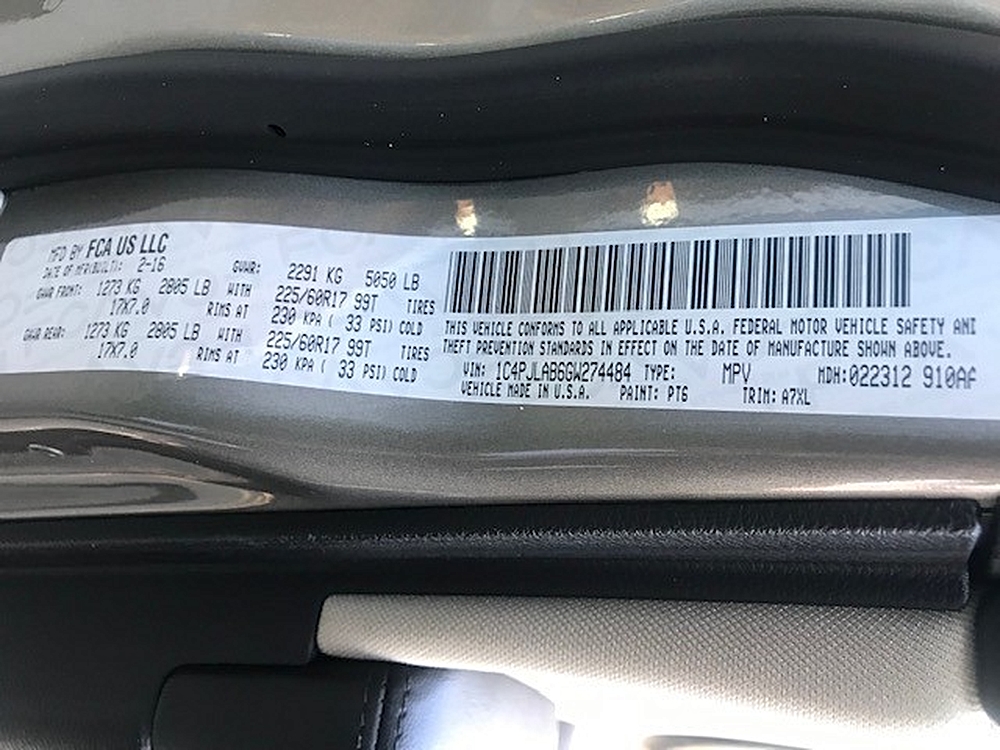 MFD BY FCA US LLC
DATE OF MFR(BUILT): 2-16 GVWR: 2291 KG 5050 LB
GAWR FRONT: 1273 KG 2805 LB WITH 225/60R17 99T TIRES
17X7.0 RIMS AT 230 KPA ( 33 PSI) COLD
GAWR REAR: 1273 KG 2805 LB WITH 225/60R17 99T TIRES
17X7.0 RIMS AT 230 KPA ( 33 PSI) COLD
THIS VEHICLE CONFORMS TO ALL APPLICABLE U.S.A. FEDERAL MOTOR VEHICLE SAFETY AND
THEFT PREVENTION STANDARDS IN EFFECT ON THE DATE OF MANUFACTURE SHOWN ABOVE.
VIN: 1C4PJLAB6GW274484 TYPE: MPV MDH:022312 910AF
VEHICLE MADE IN U.S.A. PAINT: PT6 TRIM: A7XL